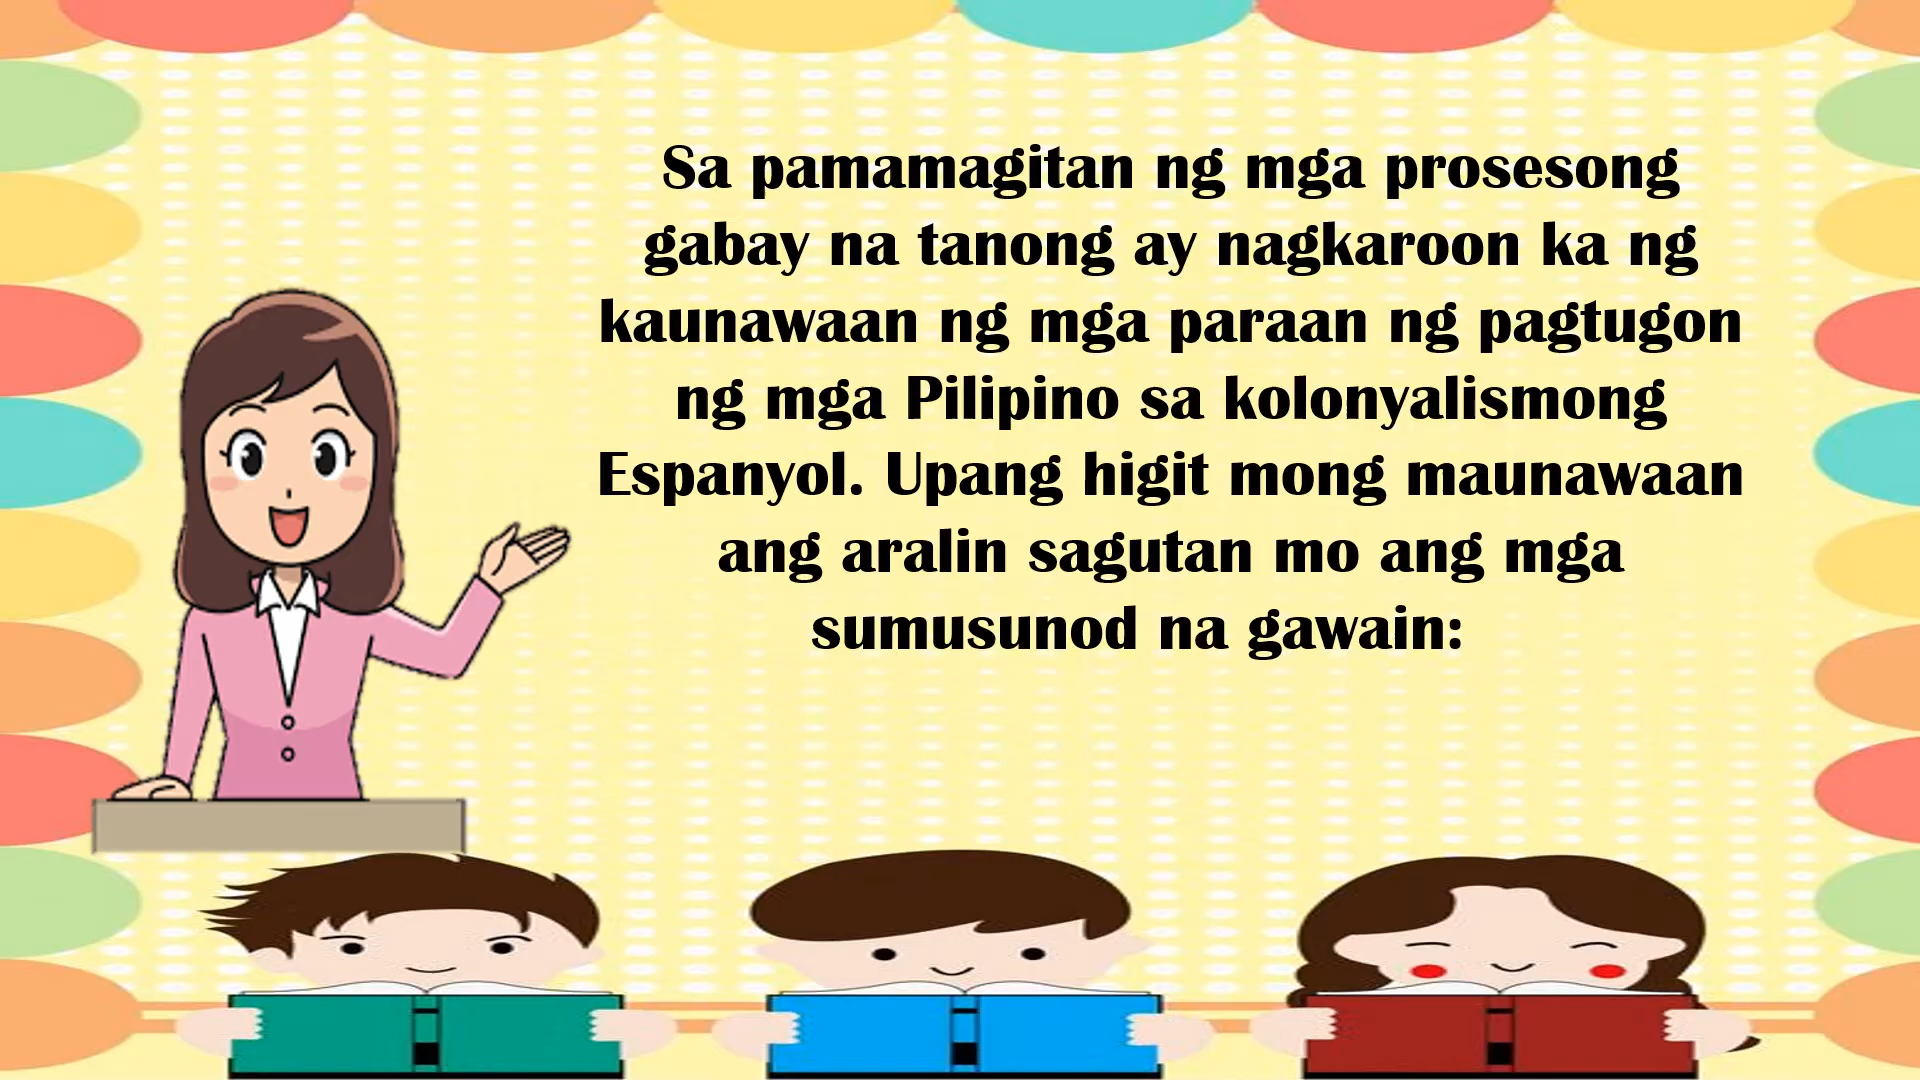 Sa pamamagitan ng mga prosesong
gabay na tanong ay nagkaroon ka ng
kaunawaan ng mga paraan ng pagtugon
ng mga Pilipino sa kolonyalismong
Espanyol. Upang higit mong maunawaan
ang aralin sagutan mo ang mga
sumusunod na gawain: